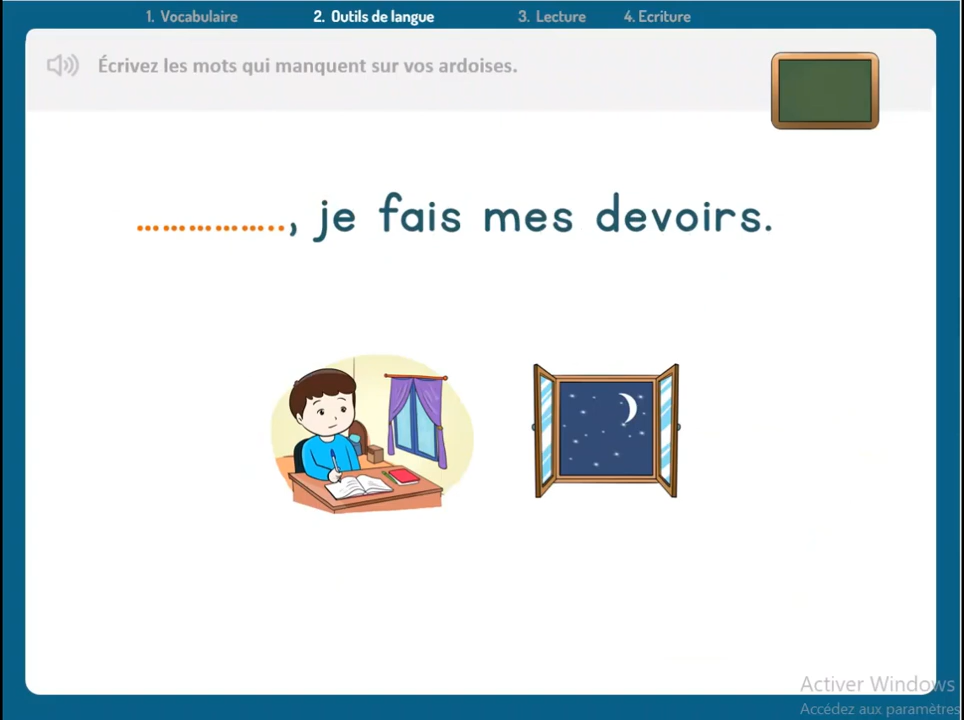 1. Vocabulaire 2. Outils de langue 3. Lecture 4. Ecriture
Écrivez les mots qui manquent sur vos ardoises.
................, je fais mes devoirs.
Activer Windows
Accédez aux paramètres